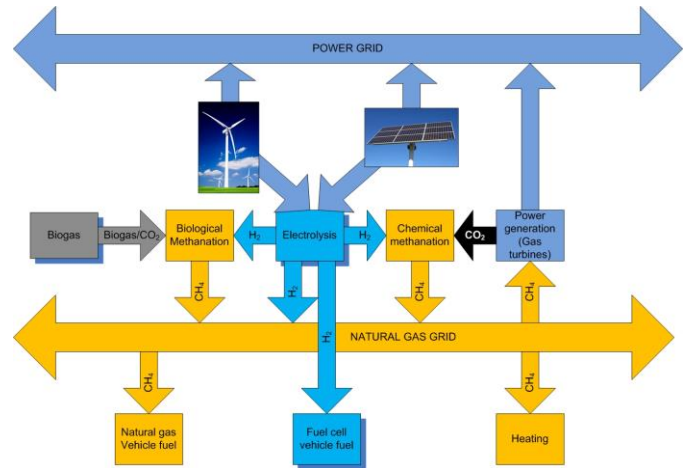 POWER GRID
Biogas
Biogas/CO₂
Biological
Methanation
H₂
Electrolysis
H₂
Chemical
methanation
CO₂
Power
generation
(Gas
turbines)
CH₄
H₂
CH₄
CH₄
NATURAL GAS GRID
H₂
CH₄
CH₄
Natural gas
Vehicle fuel
Fuel cell
vehicle fuel
Heating